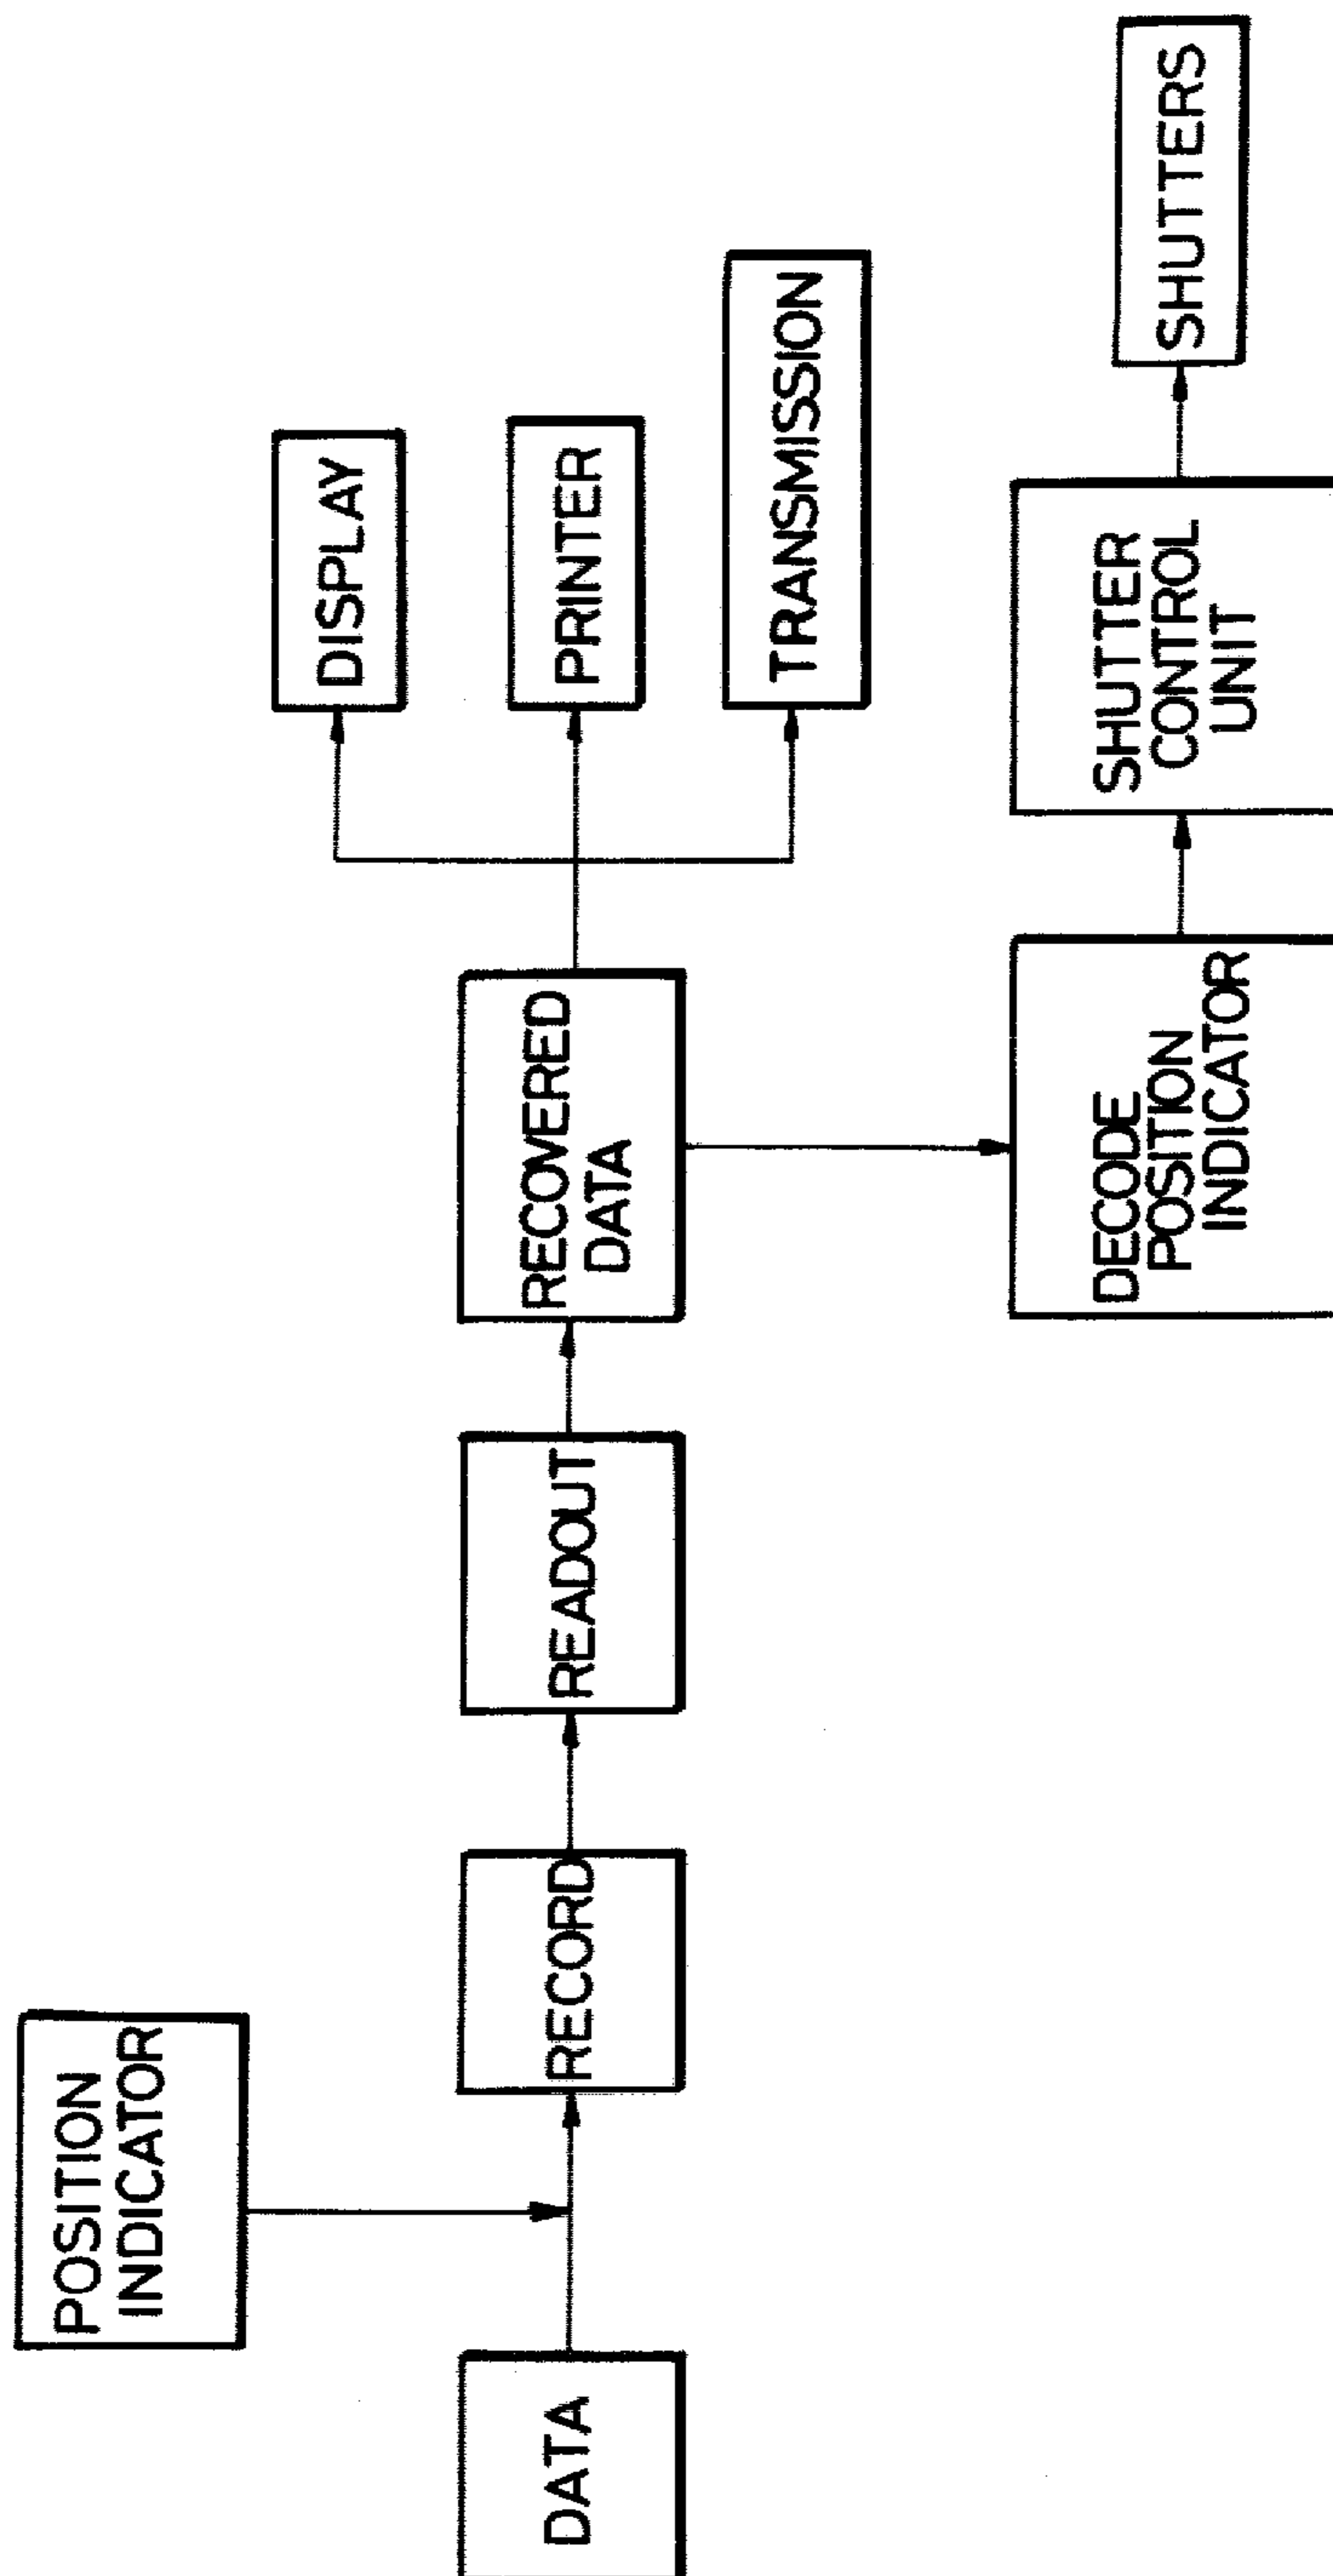 POSITION
INDICATOR
DATA
RECORD
READOUT
RECOVERED
DATA
DISPLAY
PRINTER
TRANSMISSION
DECODE
POSITION
INDICATOR
SHUTTER
CONTROL
UNIT
SHUTTERS